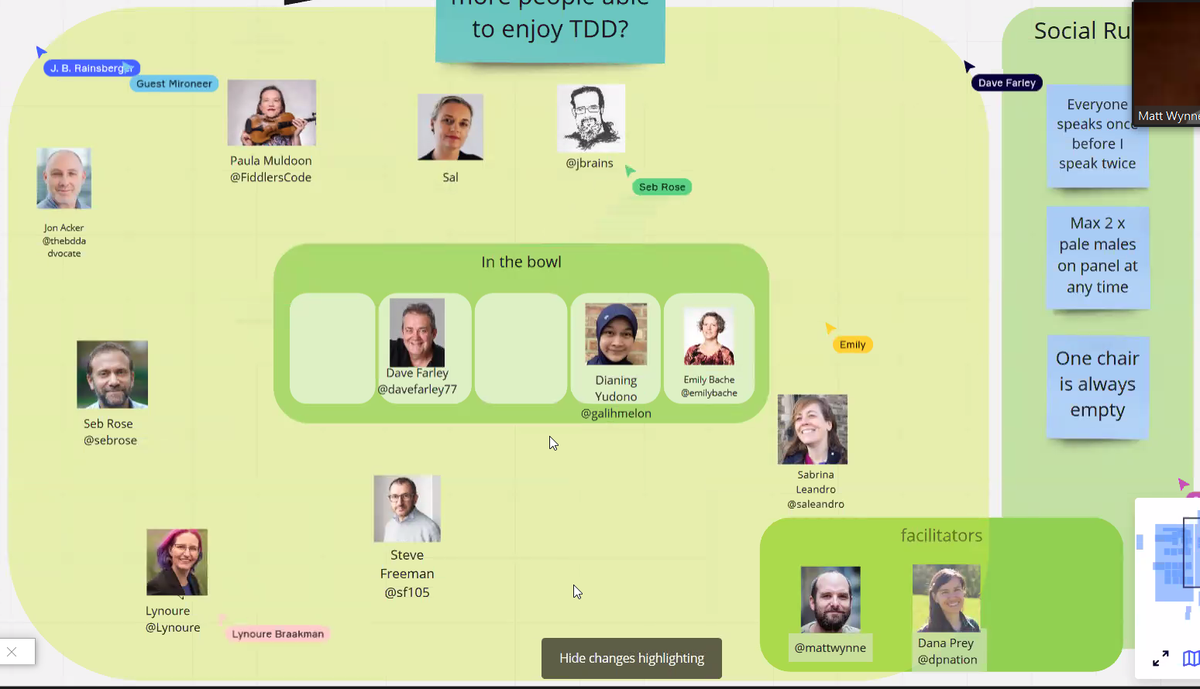 more people able
to enjoy TDD?
Social Ru
J. B. Rainsberger
Guest Mironeer
Dave Farley
Matt Wynne
Everyone
speaks once
before I
speak twice
Paula Muldoon
@FiddlersCode
Sal
@jbrains
Seb Rose
Jon Acker
@thebdda
dvocate
Max 2 x
pale males
on panel at
any time
In the bowl
Dave Farley
@davefarley77
Dianing
Yudono
@galihmelon
Emily Bache
@emilybache
Emily
One chair
is always
empty
Seb Rose
@sebrose
Sabrina
Leandro
@saleandro
Steve
Freeman
@sf105
facilitators
Lynoure
@Lynoure
Lynoure Braakman
@mattwynne
Dana Prey
@dpnation
Hide changes highlighting